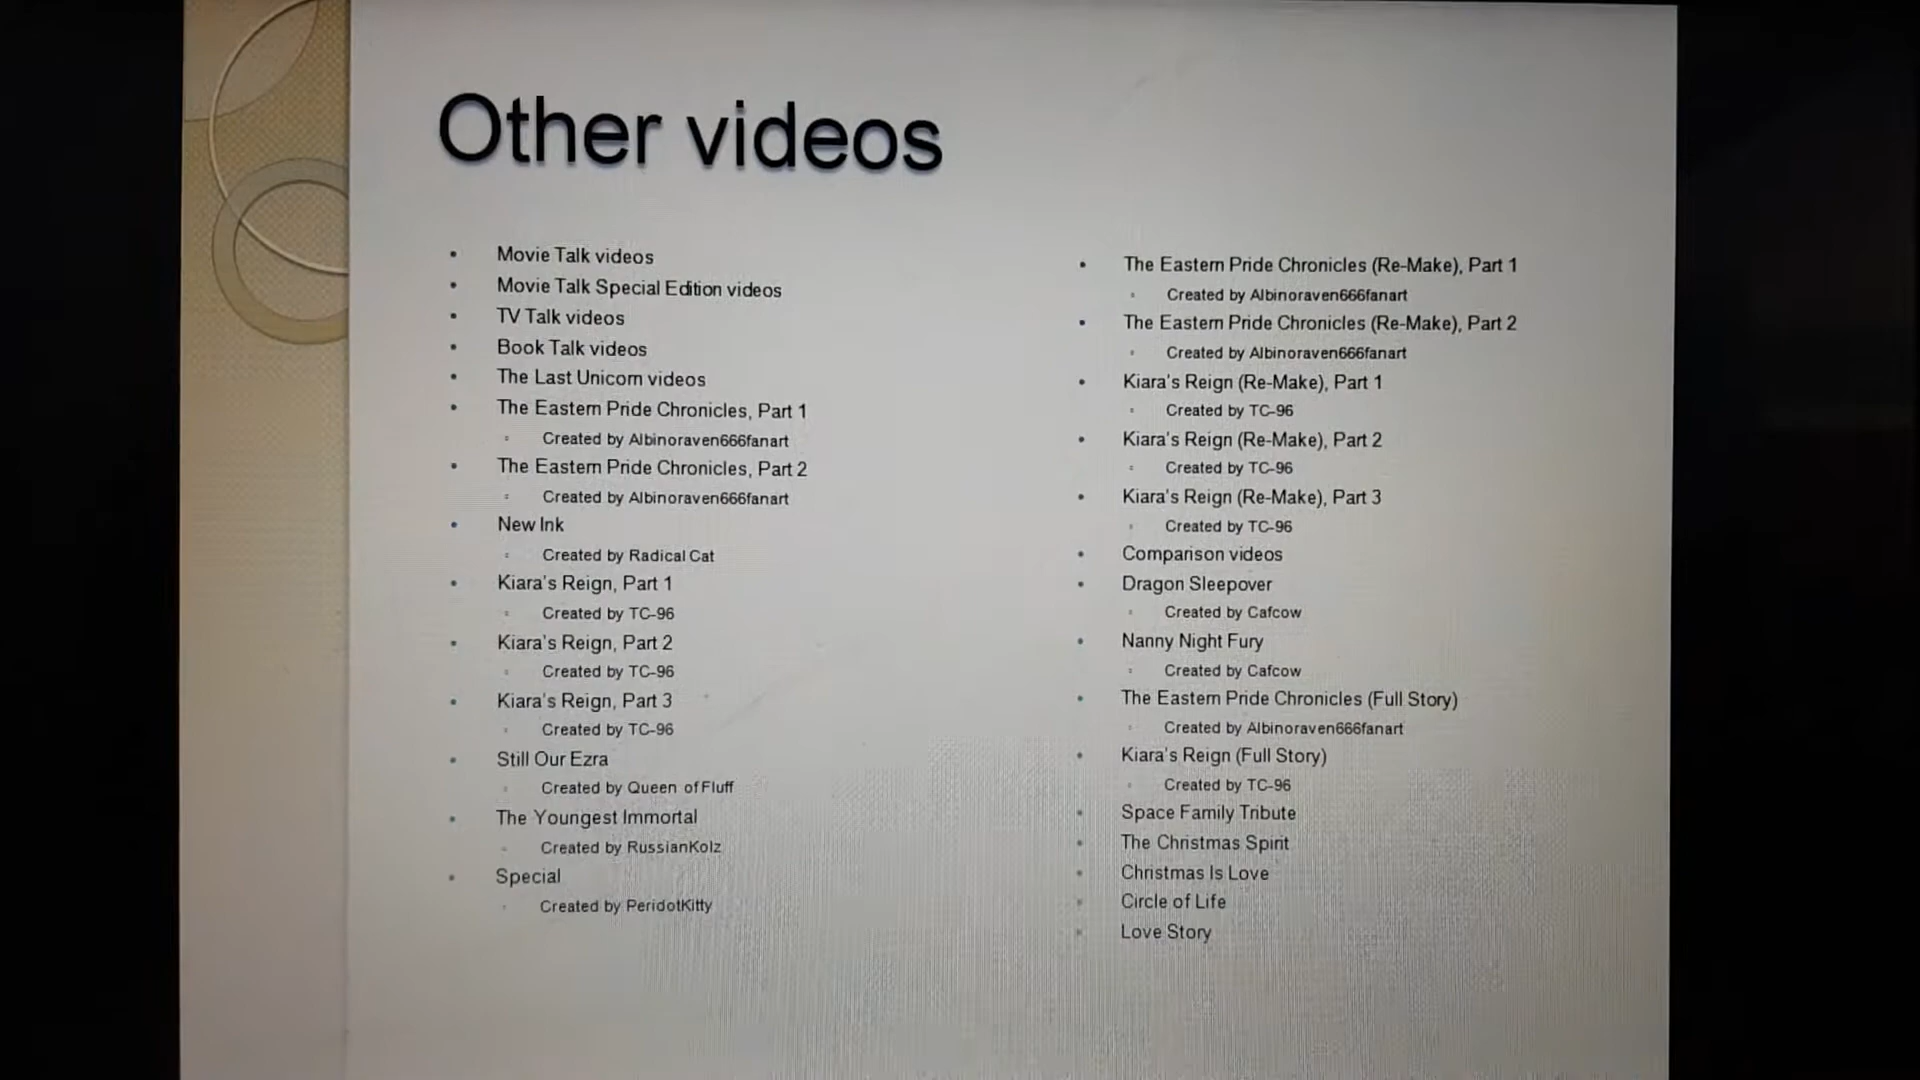 Other videos
Movie Talk videos
Movie Talk Special Edition videos
TV Talk videos
Book Talk videos
The Last Unicorn videos
The Eastern Pride Chronicles, Part 1
Created by Albinoraven666fanart
The Eastern Pride Chronicles, Part 2
Created by Albinoraven666fanart
New Ink
Created by Radical Cat
Kiara's Reign, Part 1
Created by TC-96
Kiara's Reign, Part 2
Created by TC-96
Kiara's Reign, Part 3
Created by TC-96
Still Our Ezra
Created by Queen of Fluff
The Youngest Immortal
Created by RussianKolz
Special
Created by PeridotKitty
The Eastern Pride Chronicles (Re-Make), Part 1
Created by Albinoraven666fanart
The Eastern Pride Chronicles (Re-Make), Part 2
Created by Albinoraven666fanart
Kiara's Reign (Re-Make), Part 1
Created by TC-96
Kiara's Reign (Re-Make), Part 2
Created by TC-96
Kiara's Reign (Re-Make), Part 3
Created by TC-96
Comparison videos
Dragon Sleepover
Created by Cafcow
Nanny Night Fury
Created by Cafcow
The Eastern Pride Chronicles (Full Story)
Created by Albinoraven666fanart
Kiara's Reign (Full Story)
Created by TC-96
Space Family Tribute
The Christmas Spirit
Christmas Is Love
Circle of Life
Love Story